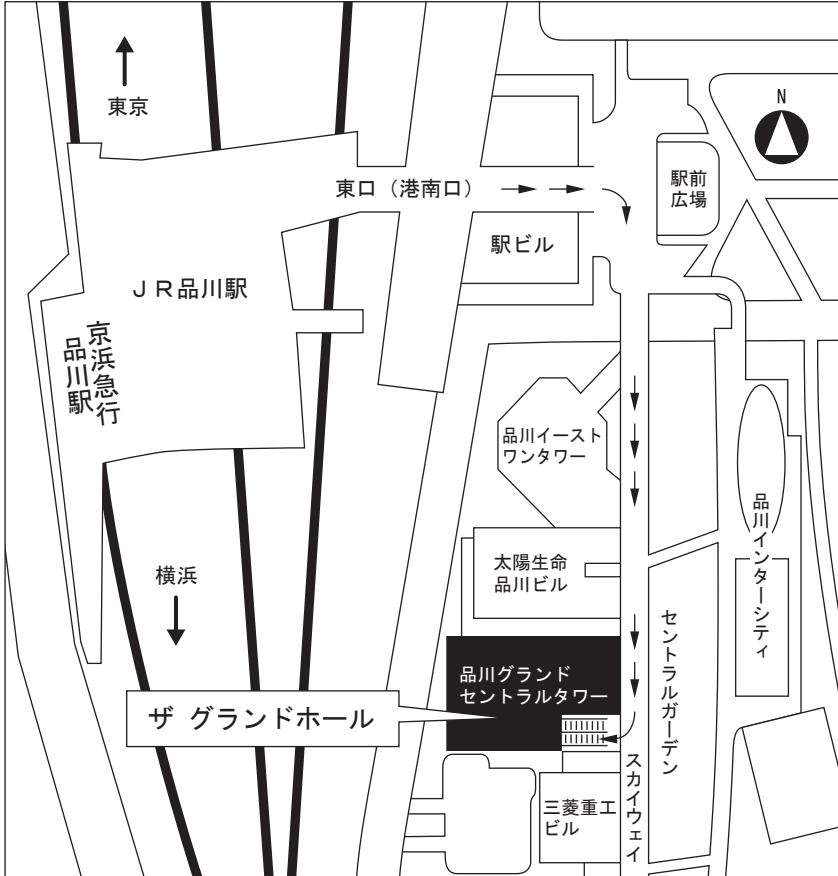 東京
N
東口（港南口）
駅前
広場
駅ビル
ＪＲ品川駅
京浜急行
品川駅
品川イースト
ワンタワー
品川インターシティ
太陽生命
品川ビル
横浜
セントラルガーデン
品川グランド
セントラルタワー
ザ グランドホール
スカイウェイ
三菱重工
ビル